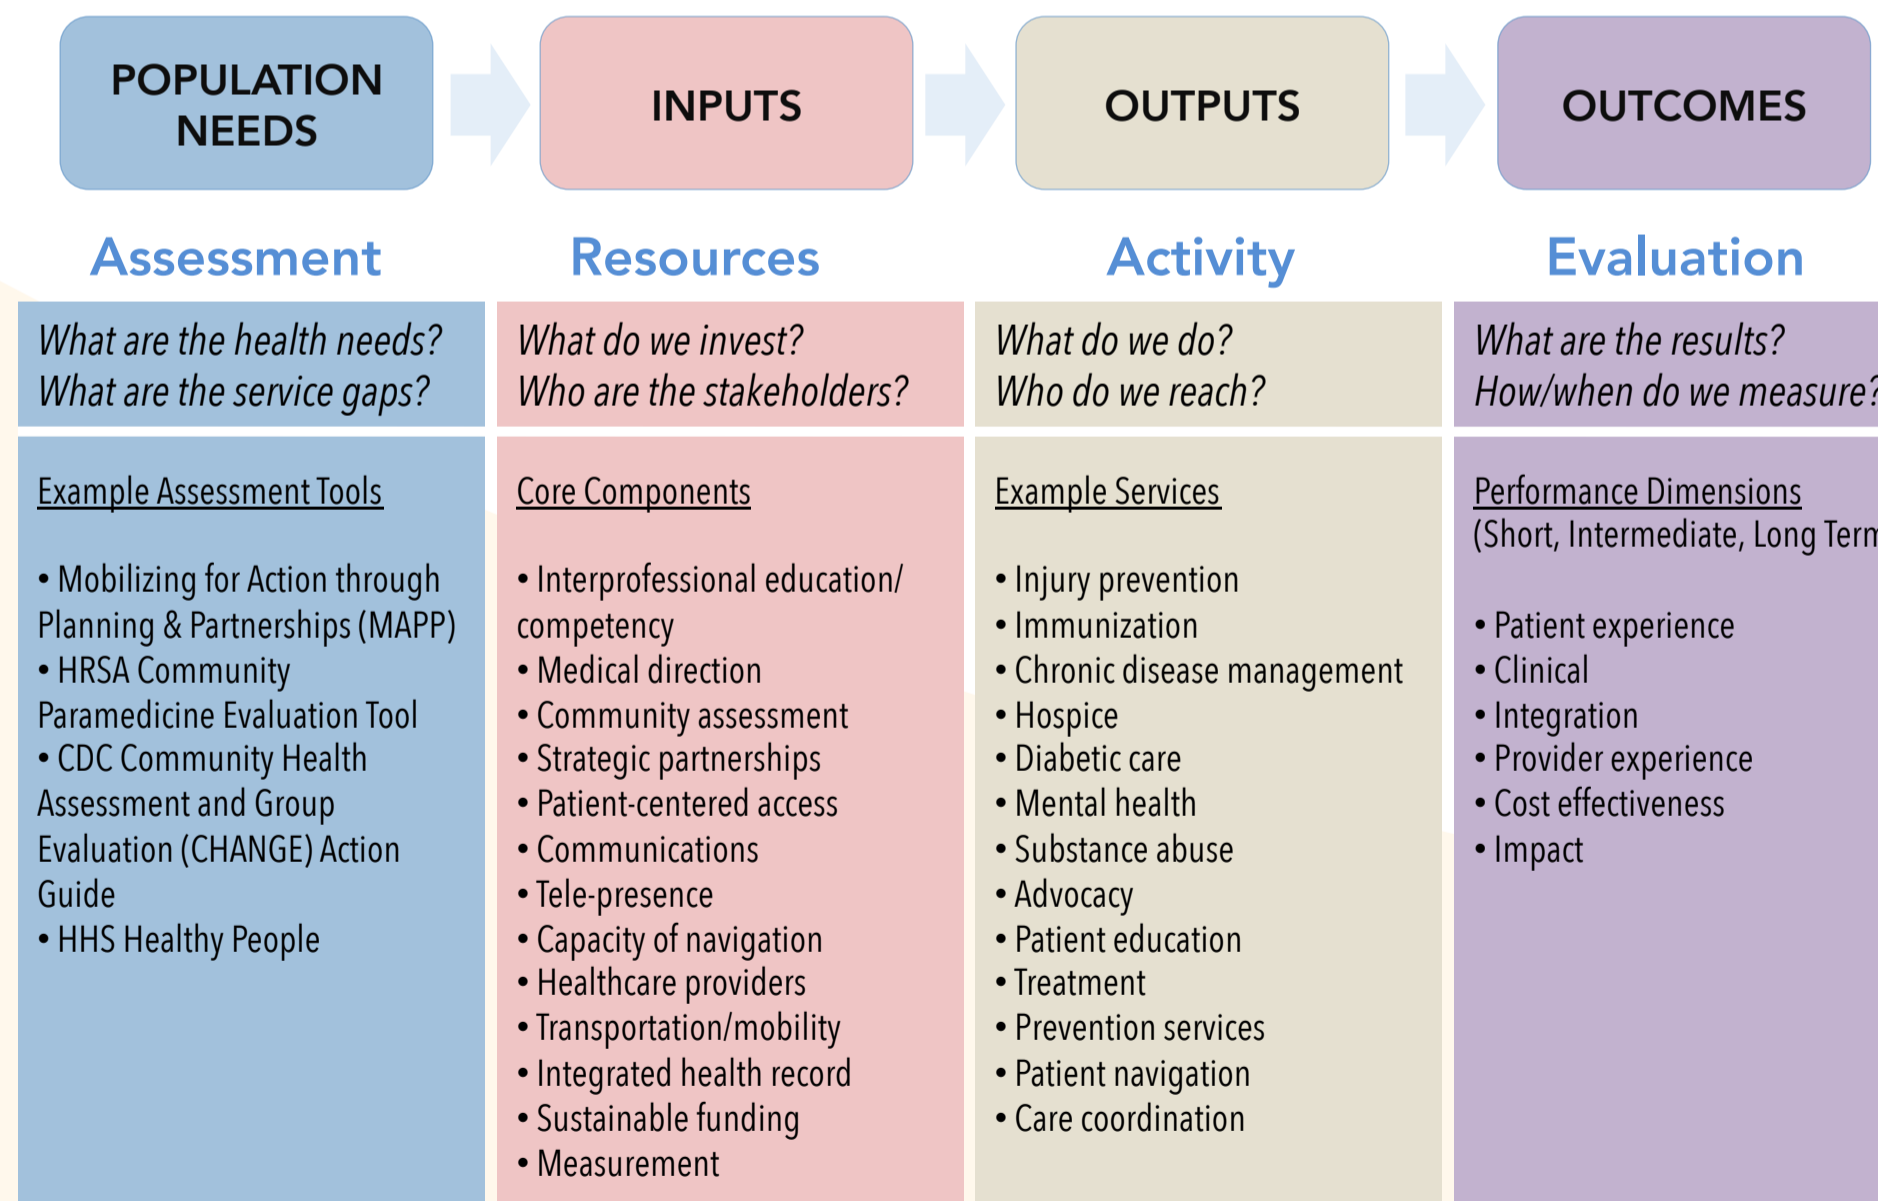 POPULATION
NEEDS
INPUTS
OUTPUTS
OUTCOMES
Assessment
Resources
Activity
Evaluation
What are the health needs?
What are the service gaps?
What do we invest?
Who are the stakeholders?
What do we do?
Who do we reach?
What are the results?
How/when do we measure?
Example Assessment Tools
• Mobilizing for Action through
Planning & Partnerships (MAPP)
• HRSA Community
Paramedicine Evaluation Tool
• CDC Community Health
Assessment and Group
Evaluation (CHANGE) Action
Guide
• HHS Healthy People
Core Components
• Interprofessional education/
competency
• Medical direction
• Community assessment
• Strategic partnerships
• Patient-centered access
• Communications
• Tele-presence
• Capacity of navigation
• Healthcare providers
• Transportation/mobility
• Integrated health record
• Sustainable funding
• Measurement
Example Services
• Injury prevention
• Immunization
• Chronic disease management
• Hospice
• Diabetic care
• Mental health
• Substance abuse
• Advocacy
• Patient education
• Treatment
• Prevention services
• Patient navigation
• Care coordination
Performance Dimensions
(Short, Intermediate, Long Term
• Patient experience
• Clinical
• Integration
• Provider experience
• Cost effectiveness
• Impact